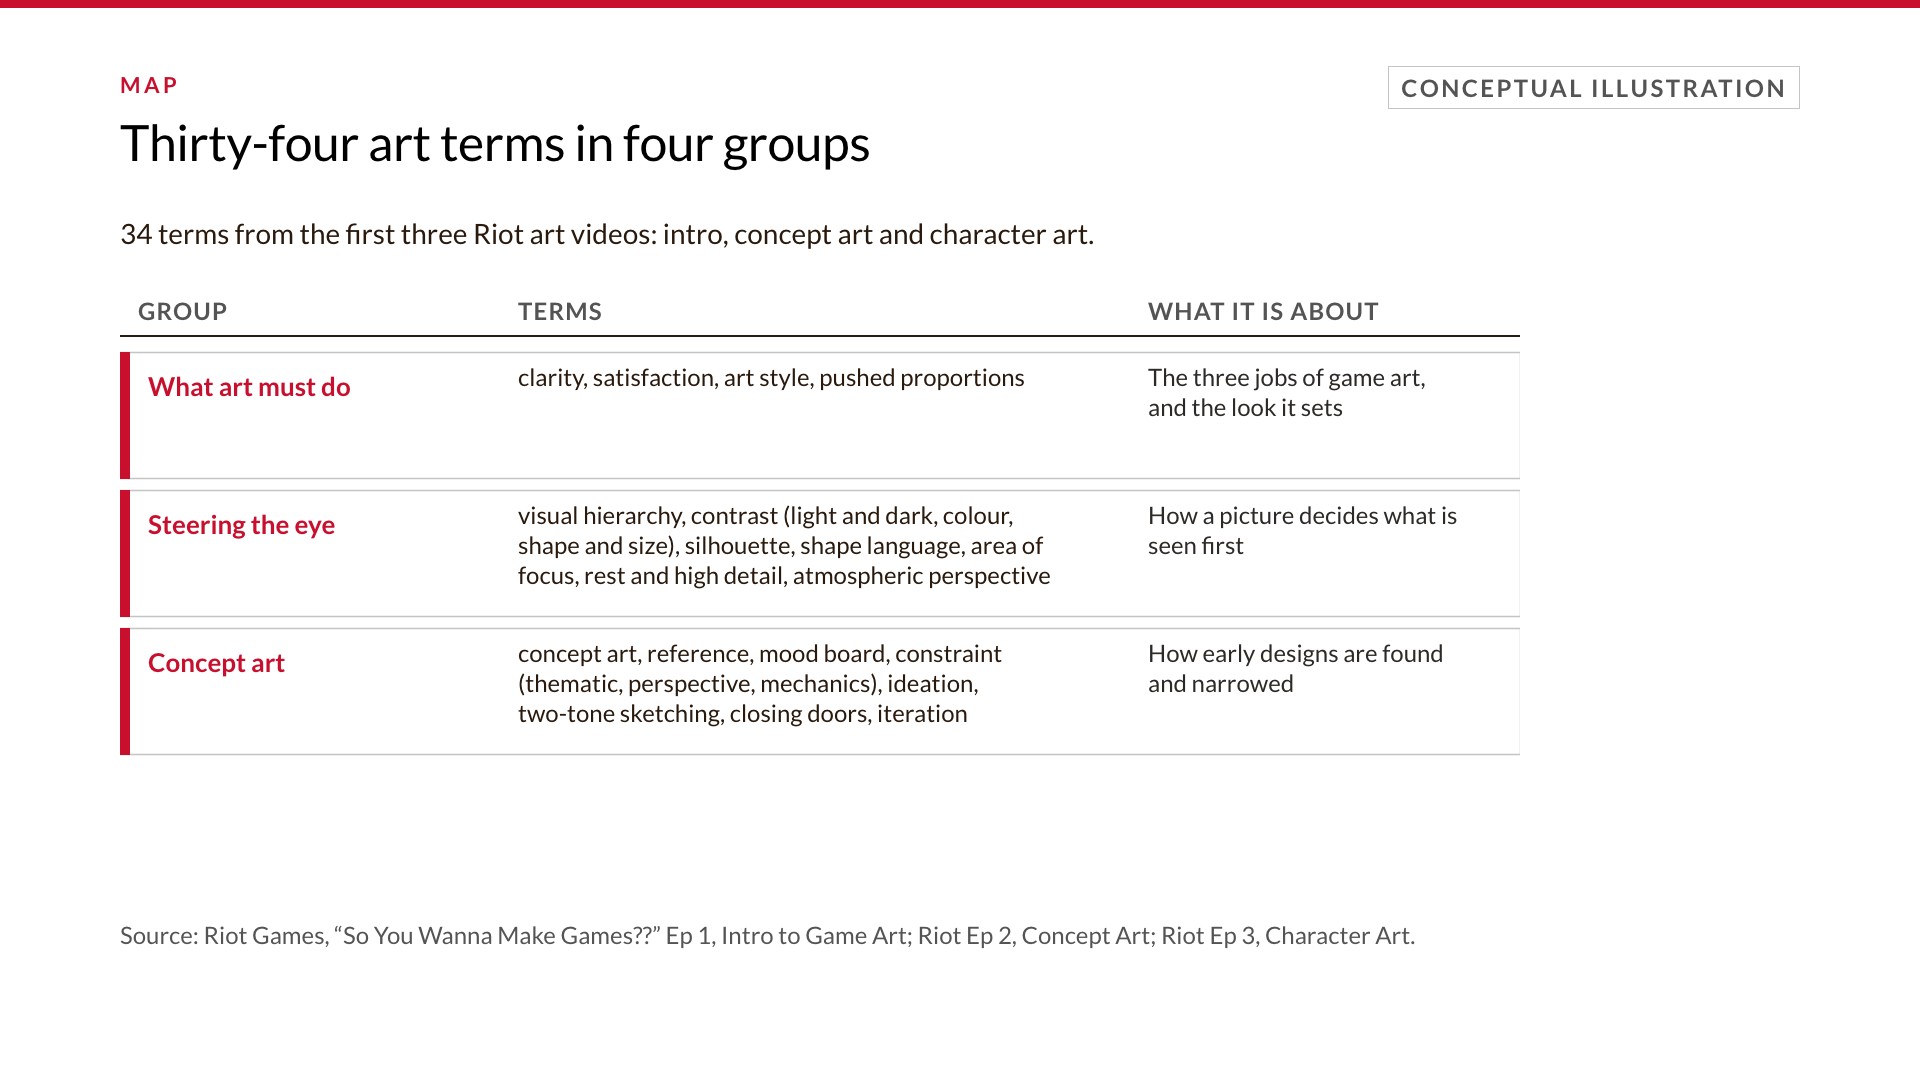 MAP
CONCEPTUAL ILLUSTRATION
Thirty-four art terms in four groups
34 terms from the first three Riot art videos: intro, concept art and character art.
GROUP
TERMS
WHAT IT IS ABOUT
What art must do
clarity, satisfaction, art style, pushed proportions
The three jobs of game art,
and the look it sets
Steering the eye
visual hierarchy, contrast (light and dark, colour,
shape and size), silhouette, shape language, area of
focus, rest and high detail, atmospheric perspective
How a picture decides what is
seen first
Concept art
concept art, reference, mood board, constraint
(thematic, perspective, mechanics), ideation,
two-tone sketching, closing doors, iteration
How early designs are found
and narrowed
Source: Riot Games, “So You Wanna Make Games??” Ep 1, Intro to Game Art; Riot Ep 2, Concept Art; Riot Ep 3, Character Art.